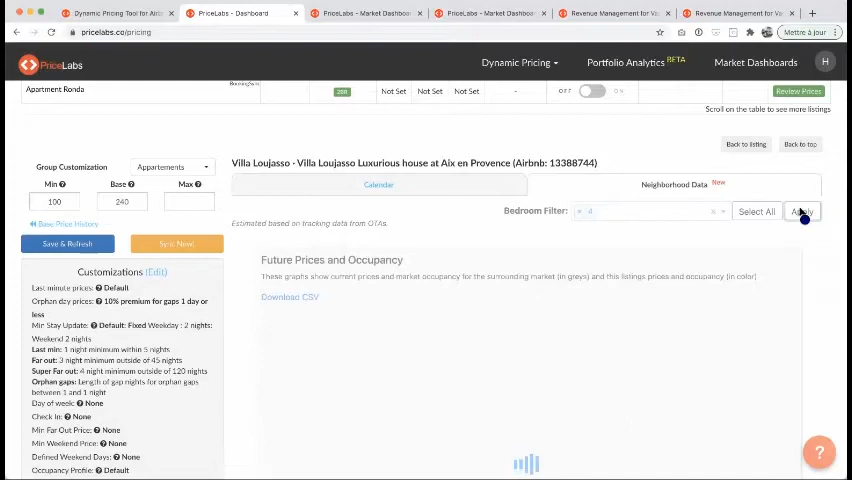 Dynamic Pricing Tool for Airb
PriceLabs - Dashboard
PriceLabs - Market Dashboard
PriceLabs - Market Dashboard
Revenue Management for Va
Revenue Management for Va
pricelabs.co/pricing
Mettre à jour
PriceLabs
Dynamic Pricing
Portfolio Analytics BETA
Market Dashboards
H
Apartment Ronda
BookingSync
Not Set
Not Set
Not Set
-
OFF
ON
Review Prices
Scroll on the table to see more listings
Back to listing
Back to top
Group Customization
Appartements
Villa Loujasso - Villa Loujasso Luxurious house at Aix en Provence (Airbnb: 13388744)
Min
Base
Max
Calendar
Neighborhood Data New
100
240
Bedroom Filter:
× 4
Select All
Apply
Base Price History
Estimated based on tracking data from OTAs.
Save & Refresh
Sync Now!
Future Prices and Occupancy
These graphs show current prices and market occupancy for the surrounding market (in greys) and this listings prices and occupancy (in color)
Download CSV
Customizations (Edit)
Last minute prices: Default
Orphan day prices: 10% premium for gaps 1 day or
less
Min Stay Update: Default: Fixed Weekday : 2 nights:
Weekend 2 nights
Last min: 1 night minimum within 5 nights
Far out: 3 night minimum outside of 45 nights
Super Far out: 4 night minimum outside of 120 nights
Orphan gaps: Length of gap nights for orphan gaps
between 1 and 1 night
Day of week: None
Check In: None
Min Far Out Price: None
Min Weekend Price: None
Defined Weekend Days: None
Occupancy Profile: Default
?